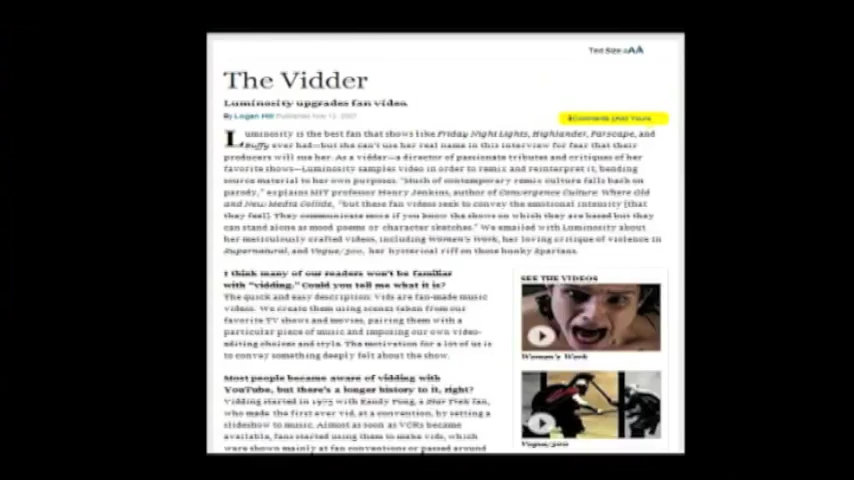 Text Size: AAA
The Vidder
Luminosity upgrades fan video.
By Logan Hill Published Nov 12, 2007
Comments | Add Yours
Luminosity is the best fan that shows like Friday Night Lights, Highlander, Farscape, and
Buffy ever had—but she can't use her real name in this interview for fear that their
producers will sue her. As a vidder—a director of passionate tributes and critiques of her
favorite shows—Luminosity samples video in order to remix and reinterpret it, bending
source material to her own purposes. "Much of contemporary remix culture falls back on
parody," explains MIT professor Henry Jenkins, author of Convergence Culture: Where Old
and New Media Collide, "but these fan videos seek to convey the emotional intensity [that
they feel]. They communicate more if you know the shows on which they are based but they
can stand alone as mood poems or character sketches." We emailed with Luminosity about
her meticulously crafted videos, including Women's Work, her loving critique of violence in
Supernatural, and Vogue/300, her hysterical riff on those hunky Spartans.
I think many of our readers won't be familiar
with "vidding." Could you tell me what it is?
The quick and easy description: Vids are fan-made music
videos. We create them using scenes taken from our
favorite TV shows and movies, pairing them with a
particular piece of music and imposing our own video-
editing choices and style. The motivation for a lot of us is
to convey something deeply felt about the show.
Most people became aware of vidding with
YouTube, but there's a longer history to it, right?
Vidding started in 1975 with Kandy Fong, a Star Trek fan,
who made the first ever vid, at a convention, by setting a
slideshow to music. Almost as soon as VCRs became
available, fans started using them to make vids, which
were shown mainly at fan conventions or passed around
SEE THE VIDEOS
Women's Work
Vogue/300